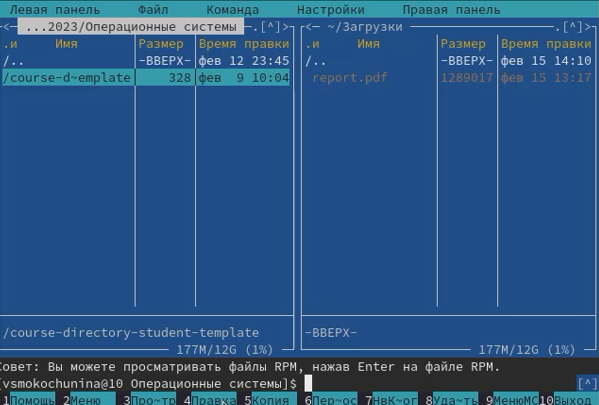 Левая панель Файл Команда Настройки Правая панель
<— ...2023/Операционные системы —.[^]>
<— ~/Загрузки —.[^]>
.и Имя Размер Время правки
.и Имя Размер Время правки
/.. -ВВЕРХ- фев 12 23:45
/.. -ВВЕРХ- фев 15 14:10
/course-d~emplate 328 фев 9 10:04
report.pdf 1289017 фев 15 13:17
/course-directory-student-template
-ВВЕРХ-
177M/12G (1%)
177M/12G (1%)
Совет: Вы можете просматривать файлы RPM, нажав Enter на файле RPM.
[vsmokochunina@10 Операционные системы]$ [^]
1Помощь 2Меню 3Про~тр 4Правка 5Копия 6Пер~ос 7НвК~ог 8Уда~ть 9МенюMC 10Выход